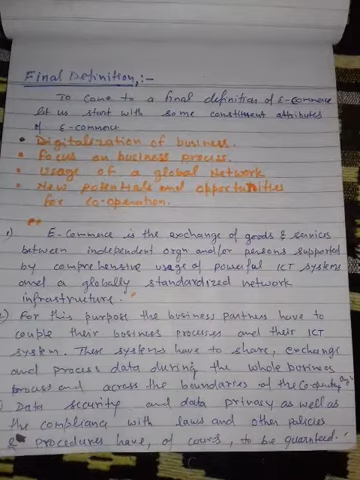 Final Definition,:-
To come to a final definition of E-commerce
let us start with some constituent attributes
of E-commerce
• Digitalization of business.
• Focus on business process.
• Usage of a global Network
• New potentials and opportunities
for co-operation.
1) E-Commerce is the exchange of goods & services
between independent orgn and/or persons supported
by comprehensive usage of powerful ICT systems
and a globally standardized network
infrastructure.
2) For this purpose the business partners have to
couple their business processes and their ICT
system. These systems have to share, exchange
and process data during the whole business
process and across the boundaries of the
) Data security and data privacy as well as
the compliance with laws and other policies
& procedures have, of cours, to be guranteed.